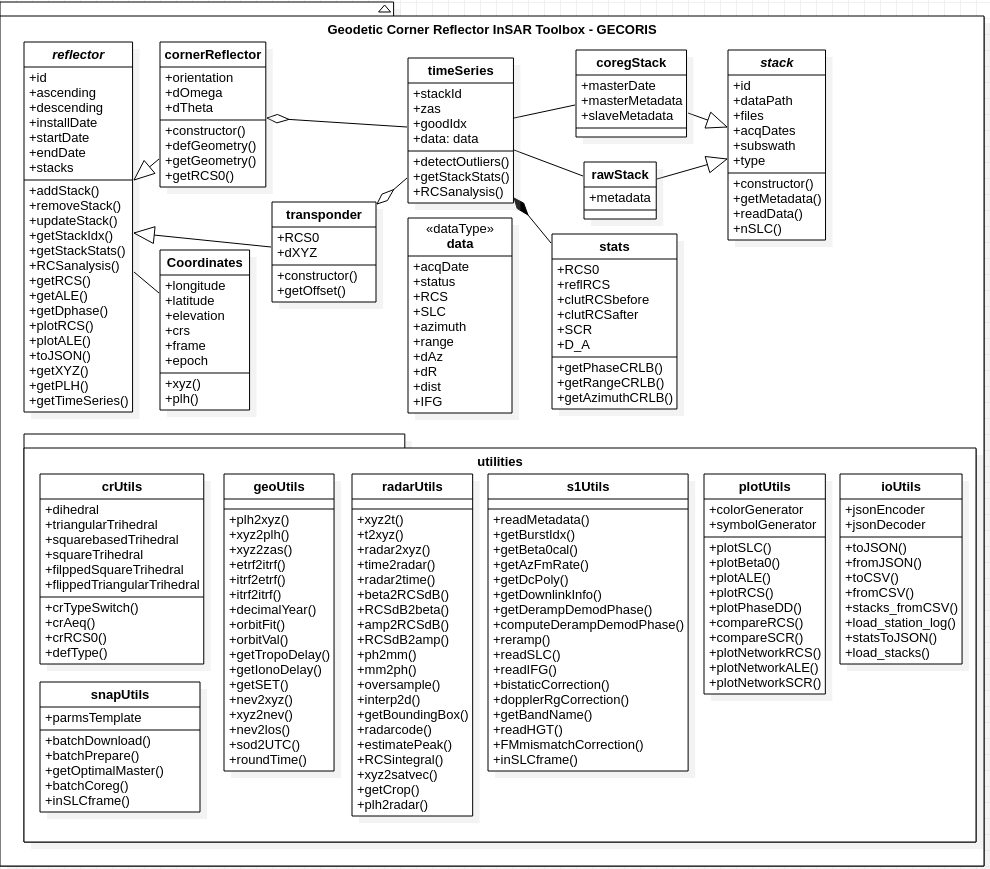 Geodetic Corner Reflector InSAR Toolbox - GECORIS
reflector
+id
+ascending
+descending
+installDate
+startDate
+endDate
+stacks
+addStack()
+removeStack()
+updateStack()
+getStackIdx()
+getStackStats()
+RCSanalysis()
+getRCS()
+getALE()
+getDphase()
+plotRCS()
+plotALE()
+toJSON()
+getXYZ()
+getPLH()
+getTimeSeries()
cornerReflector
+orientation
+dOmega
+dTheta
+constructor()
+defGeometry()
+getGeometry()
+getRCS0()
Coordinates
+longitude
+latitude
+elevation
+crs
+frame
+epoch
+xyz()
+plh()
transponder
+RCS0
+dXYZ
+constructor()
+getOffset()
timeSeries
+stackId
+zas
+goodIdx
+data: data
+detectOutliers()
+getStackStats()
+RCSanalysis()
«dataType»
data
+acqDate
+status
+RCS
+SLC
+azimuth
+range
+dAz
+dR
+dist
+IFG
coregStack
+masterDate
+masterMetadata
+slaveMetadata
rawStack
+metadata
stats
+RCS0
+reflRCS
+clutRCSbefore
+clutRCSafter
+SCR
+D_A
+getPhaseCRLB()
+getRangeCRLB()
+getAzimuthCRLB()
stack
+id
+dataPath
+files
+acqDates
+subswath
+type
+constructor()
+getMetadata()
+readData()
+nSLC()
utilities
crUtils
+dihedral
+triangularTrihedral
+squarebasedTrihedral
+squareTrihedral
+filppedSquareTrihedral
+flippedTriangularTrihedral
+crTypeSwitch()
+crAeq()
+crRCS0()
+defType()
snapUtils
+parmsTemplate
+batchDownload()
+batchPrepare()
+getOptimalMaster()
+batchCoreg()
+inSLCframe()
geoUtils
+plh2xyz()
+xyz2plh()
+xyz2zas()
+etrf2itrf()
+itrf2etrf()
+itrf2itrf()
+decimalYear()
+orbitFit()
+orbitVal()
+getTropoDelay()
+getIonoDelay()
+getSET()
+nev2xyz()
+xyz2nev()
+nev2los()
+sod2UTC()
+roundTime()
radarUtils
+xyz2t()
+t2xyz()
+radar2xyz()
+time2radar()
+radar2time()
+beta2RCSdB()
+RCSdB2beta()
+amp2RCSdB()
+RCSdB2amp()
+ph2mm()
+mm2ph()
+oversample()
+interp2d()
+getBoundingBox()
+radarcode()
+estimatePeak()
+RCSintegral()
+xyz2satvec()
+getCrop()
+plh2radar()
s1Utils
+readMetadata()
+getBurstIdx()
+getBeta0cal()
+getAzFmRate()
+getDcPoly()
+getDownlinkInfo()
+getDerampDemodPhase()
+computeDerampDemodPhase()
+reramp()
+readSLC()
+readIFG()
+bistaticCorrection()
+dopplerRgCorrection()
+getBandName()
+readHGT()
+FMmismatchCorrection()
+inSLCframe()
plotUtils
+colorGenerator
+symbolGenerator
+plotSLC()
+plotBeta0()
+plotALE()
+plotRCS()
+plotPhaseDD()
+compareRCS()
+compareSCR()
+plotNetworkRCS()
+plotNetworkALE()
+plotNetworkSCR()
ioUtils
+jsonEncoder
+jsonDecoder
+toJSON()
+fromJSON()
+toCSV()
+fromCSV()
+stacks_fromCSV()
+load_station_log()
+statsToJSON()
+load_stacks()